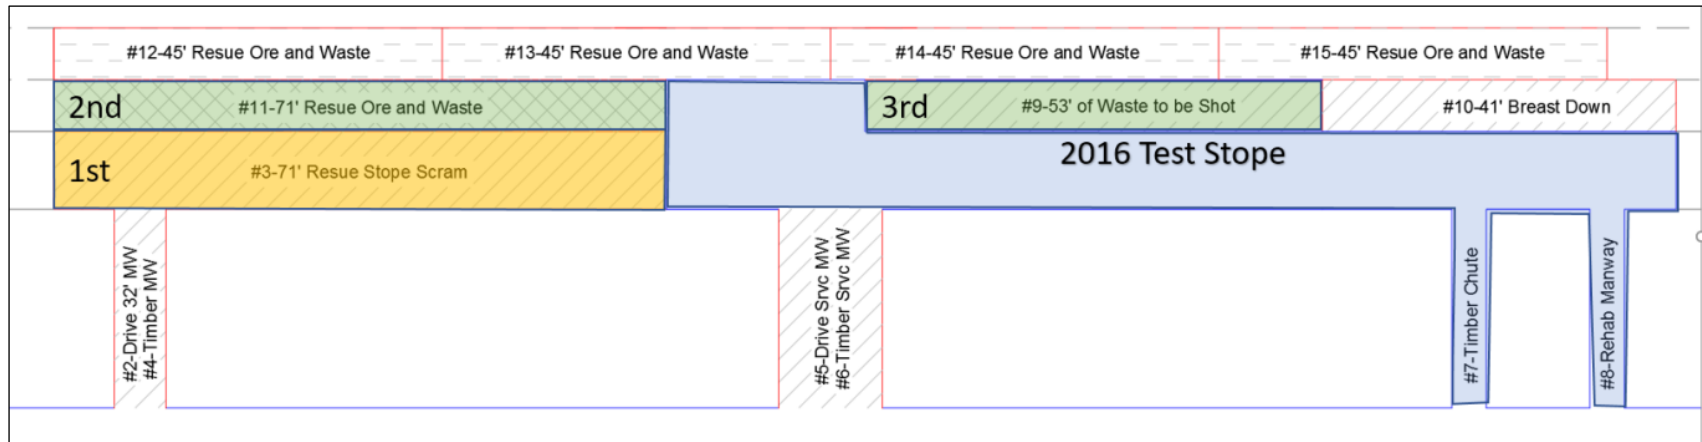 #12-45' Resue Ore and Waste
#13-45' Resue Ore and Waste
#14-45' Resue Ore and Waste
#15-45' Resue Ore and Waste
2nd
#11-71' Resue Ore and Waste
3rd
#9-53' of Waste to be Shot
#10-41' Breast Down
1st
#3-71' Resue Stope Scram
2016 Test Stope
#2-Drive 32' MW
#4-Timber MW
#5-Drive Srvc MW
#6-Timber Srvc MW
#7-Timber Chute
#8-Rehab Manway